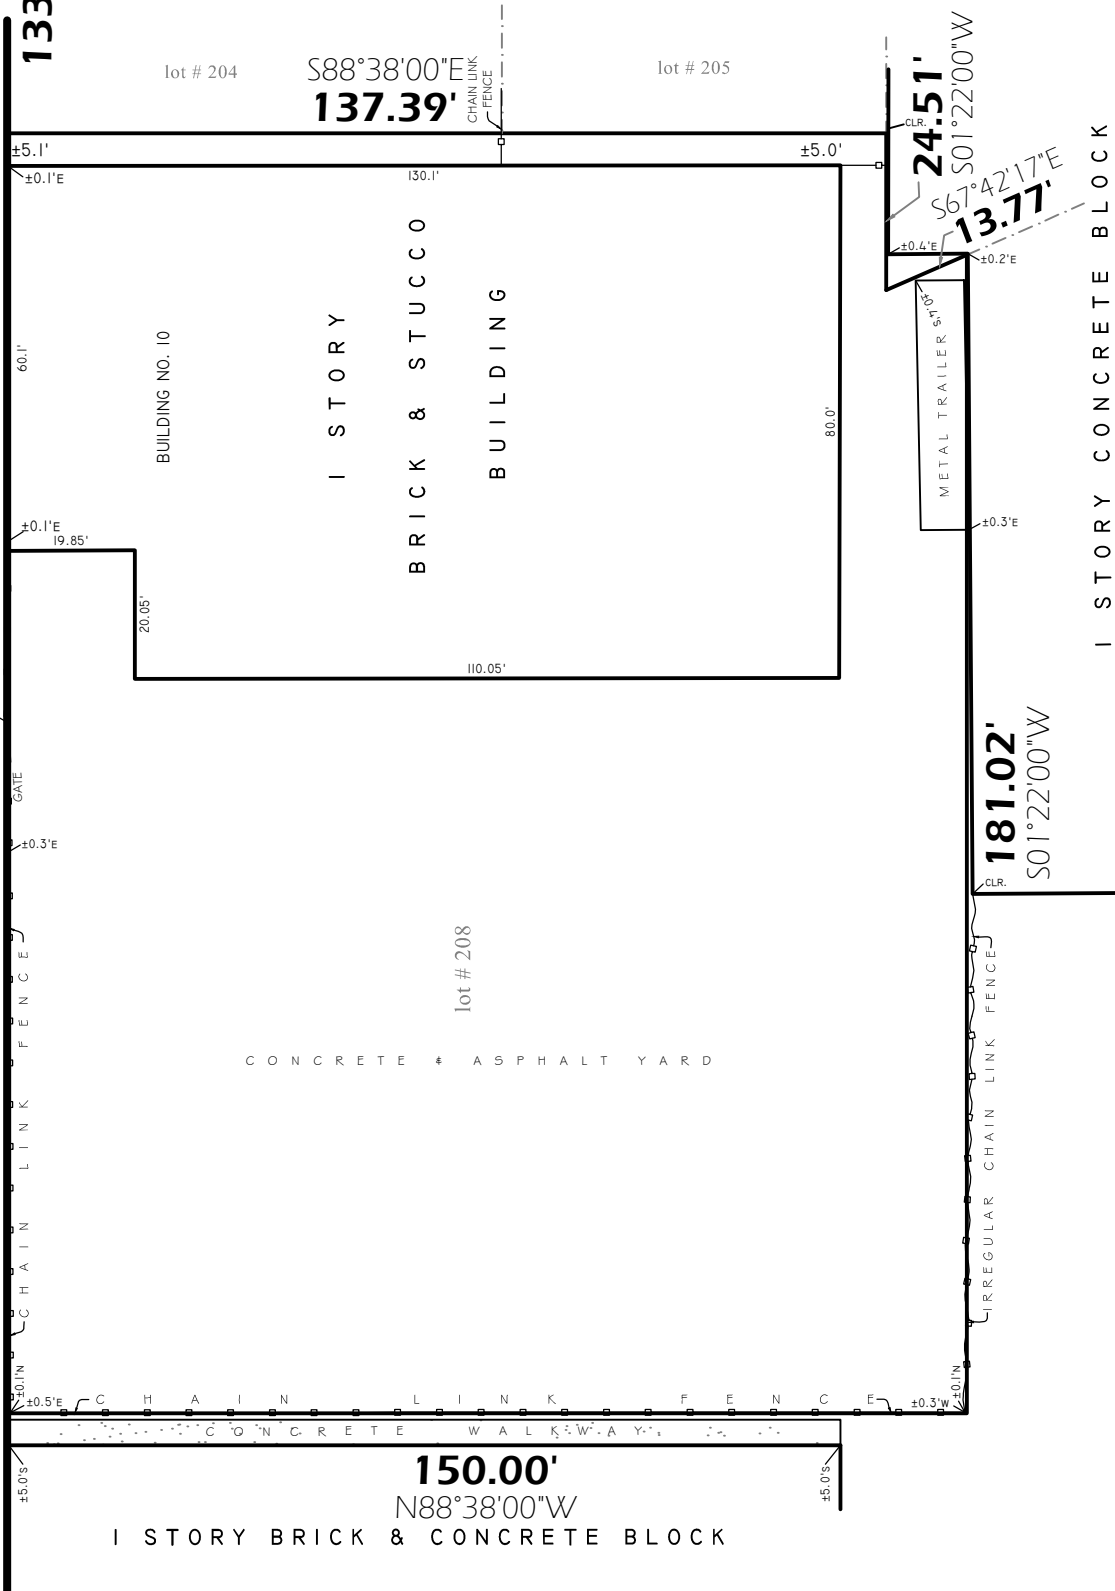 133
lot # 204
S88°38'00"E
137.39'
CHAIN LINK
FENCE
lot # 205
CLR.
24.51'
S01°22'00"W
±5.1'
±5.0'
±0.1'E
130.1'
S67°42'17"E
13.77'
±0.4'E
±0.2'E
±0.4'S
METAL TRAILER
60.1'
BUILDING NO. 10
1 STORY
BRICK & STUCCO
BUILDING
80.0'
1 STORY CONCRETE BLOCK
±0.1'E
19.85'
±0.3'E
20.05'
110.05'
181.02'
S01°22'00"W
GATE
±0.3'E
CLR.
lot # 208
CONCRETE & ASPHALT YARD
CHAIN LINK FENCE
IRREGULAR CHAIN LINK FENCE
±0.1'N
±0.5'E
CHAIN LINK FENCE
±0.3'W
±0.1'N
CONCRETE WALKWAY
±5.0'S
150.00'
N88°38'00"W
±5.0'S
1 STORY BRICK & CONCRETE BLOCK